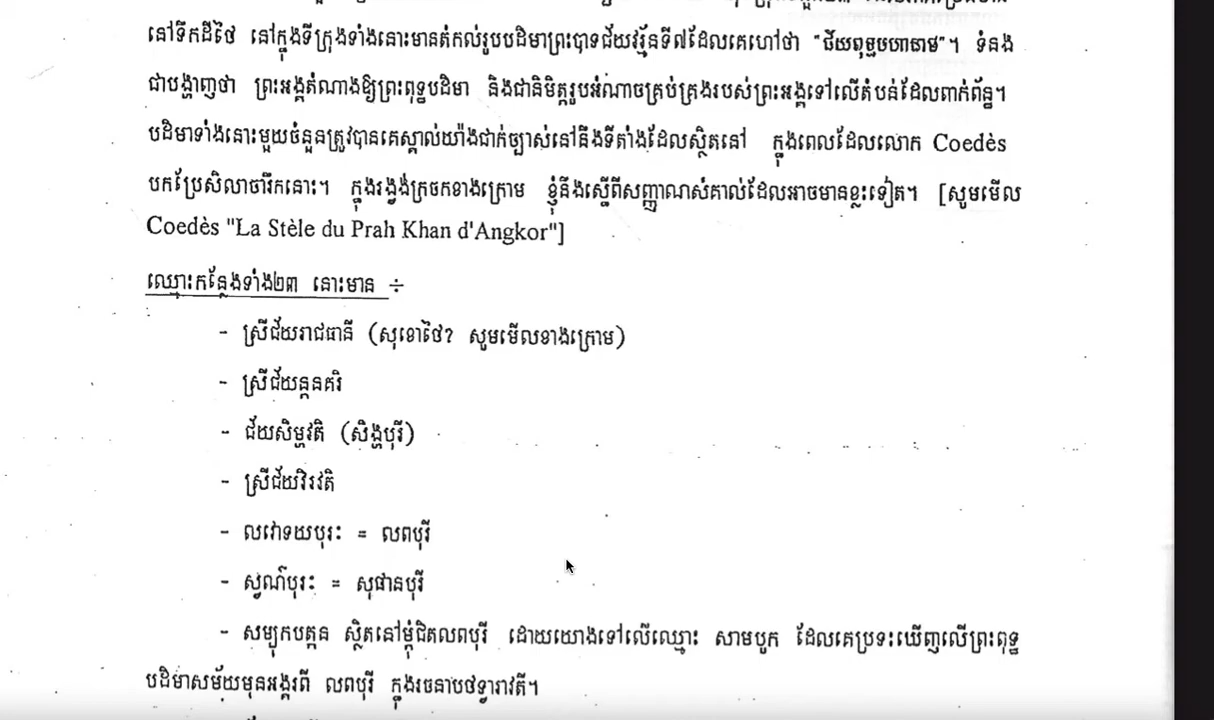 នៅទឹកដីថៃ នៅក្នុងទីក្រុងទាំងនោះមានតំកល់រូបបដិមាព្រះបាទជ័យវរ្ម័នទី៧ដែលគេហៅថា "ជ័យពុទ្ធមហានាថ"។ ទំនង
ជាបង្ហាញថា ព្រះអង្គតំណាងឱ្យព្រះពុទ្ធបដិមា និងជានិមិត្តរូបអំណាចគ្រប់គ្រងរបស់ព្រះអង្គទៅលើតំបន់ដែលពាក់ព័ន្ធ។
បដិមាទាំងនោះមួយចំនួនត្រូវបានគេស្គាល់យ៉ាងជាក់ច្បាស់នៅនឹងទីតាំងដែលស្ថិតនៅ ក្នុងពេលដែលលោក Coedès
បកប្រែសិលាចារឹកនោះ។ ក្នុងរង្វង់ក្រចកខាងក្រោម ខ្ញុំនឹងស្នើពីសញ្ញាណសំគាល់ដែលអាចមានខ្លះទៀត។ [សូមមើល
Coedès "La Stèle du Prah Khan d'Angkor"]
ឈ្មោះកន្លែងទាំង២៣ នោះមាន ÷
- ស្រីជ័យរាជធានី (សុខោថៃ? សូមមើលខាងក្រោម)
- ស្រីជ័យន្តនគរិ
- ជ័យសិម្ហវតិ (សិង្ហបុរី)
- ស្រីជ័យវិរវតិ
- លវោទយបុរៈ = លពបុរី
- ស្វណ៌បុរៈ = សុផានបុរី
- សម្បុកបត្តន ស្ថិតនៅម្តុំជិតលពបុរី ដោយយោងទៅលើឈ្មោះ សាមបូក ដែលគេប្រទះឃើញលើព្រះពុទ្ធ
បដិមាសម័យមុនអង្គរពី លពបុរី ក្នុងរចនាបថទ្វារាវតី។